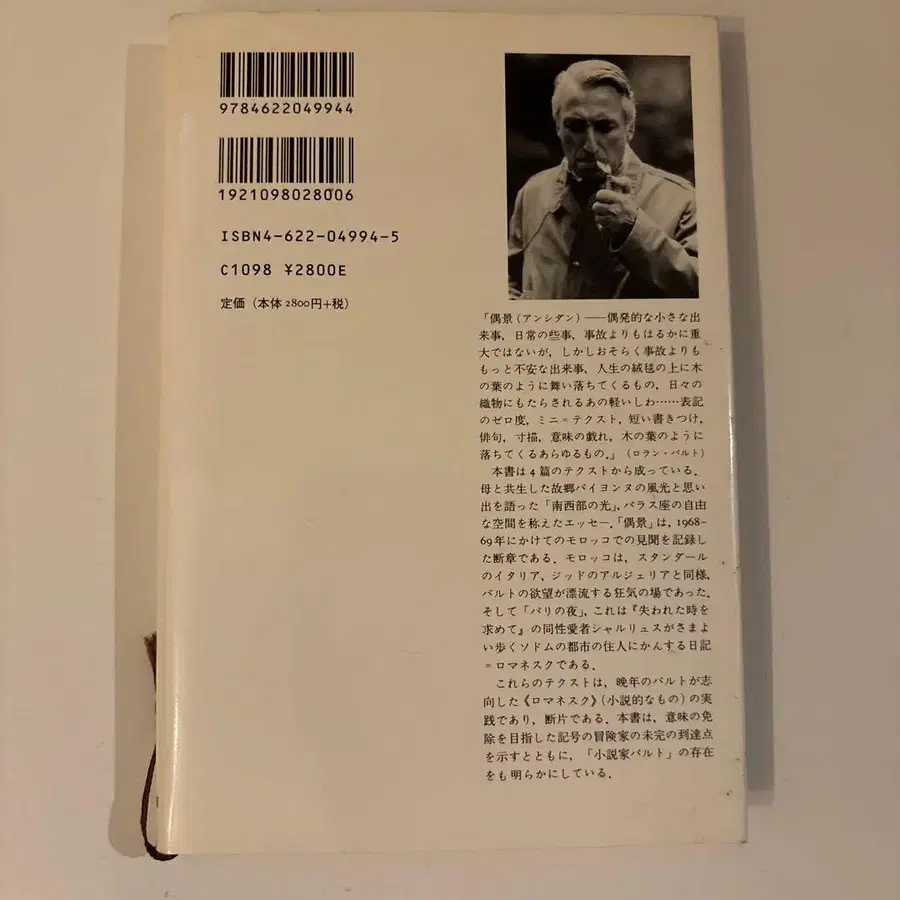 9784622049944
1921098028006
ISBN4-622-04994-5
C1098 ¥2800E
定価（本体2800円+税）
「偶景（アンシダン）——偶発的な小さな出
来事，日常の些事，事故よりもはるかに重
大ではないが，しかしおそらく事故よりも
もっと不安な出来事，人生の絨毯の上に木
の葉のように舞い落ちてくるもの，日々の
織物にもたらされるあの軽いしわ……表記
のゼロ度，ミニ＝テクスト，短い書きつけ，
俳句，寸描，意味の戯れ，木の葉のように
落ちてくるあらゆるもの．」（ロラン・バルト）
本書は4篇のテクストから成っている．
母と共生した故郷バイヨンヌの風光と思い
出を語った「南西部の光」，パラス座の自由
な空間を称えたエッセー．「偶景」は，1968–
69年にかけてのモロッコでの見聞を記録し
た断章である．モロッコは，スタンダール
のイタリア，ジッドのアルジェリアと同様，
バルトの欲望が漂流する狂気の場であった．
そして「パリの夜」，これは『失われた時を
求めて』の同性愛者シャルリュスがさまよ
い歩くソドムの都市の住人にかんする日記
＝ロマネスクである．
これらのテクストは，晩年のバルトが志
向した《ロマネスク》（小説的なもの）の実
践であり，断片である．本書は，意味の免
除を目指した記号の冒険家の未完の到達点
を示すとともに，「小説家バルト」の存在
をも明らかにしている．